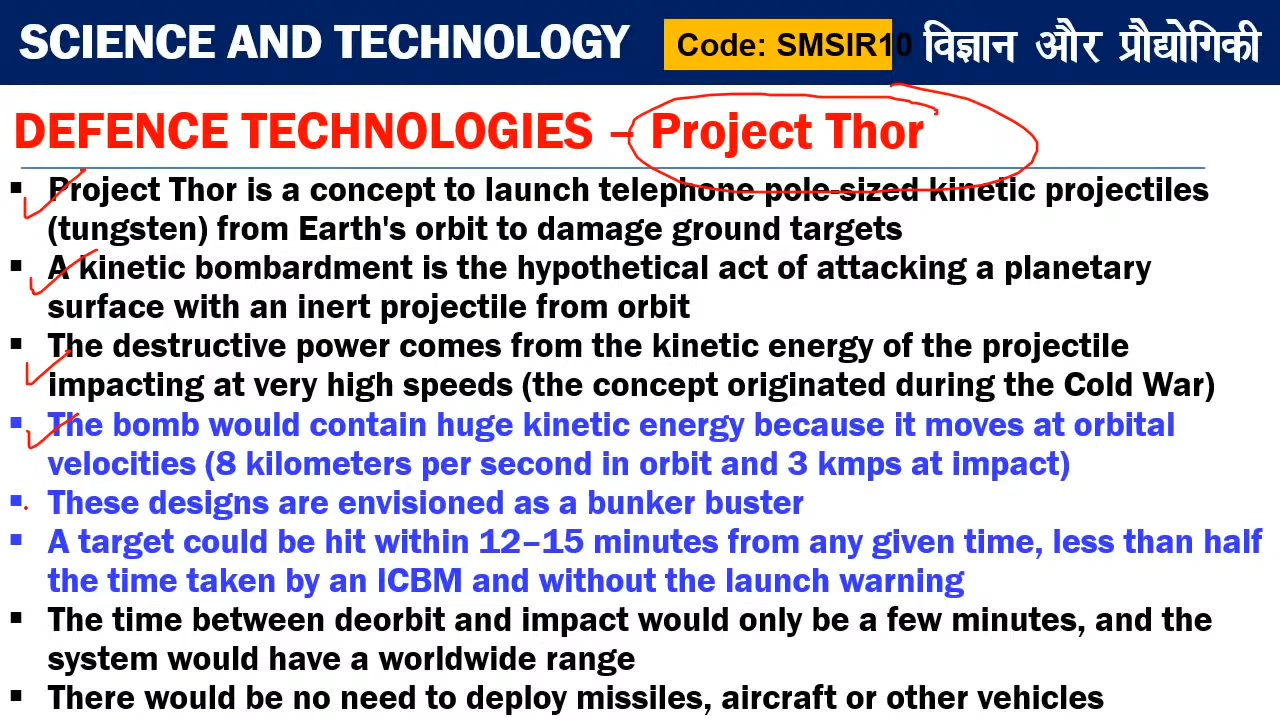 SCIENCE AND TECHNOLOGY
Code: SMSIR10
विज्ञान और प्रौद्योगिकी
DEFENCE TECHNOLOGIES – Project Thor
▪ Project Thor is a concept to launch telephone pole-sized kinetic projectiles
(tungsten) from Earth's orbit to damage ground targets
▪ A kinetic bombardment is the hypothetical act of attacking a planetary
surface with an inert projectile from orbit
▪ The destructive power comes from the kinetic energy of the projectile
impacting at very high speeds (the concept originated during the Cold War)
▪ The bomb would contain huge kinetic energy because it moves at orbital
velocities (8 kilometers per second in orbit and 3 kmps at impact)
▪ These designs are envisioned as a bunker buster
▪ A target could be hit within 12–15 minutes from any given time, less than half
the time taken by an ICBM and without the launch warning
▪ The time between deorbit and impact would only be a few minutes, and the
system would have a worldwide range
▪ There would be no need to deploy missiles, aircraft or other vehicles